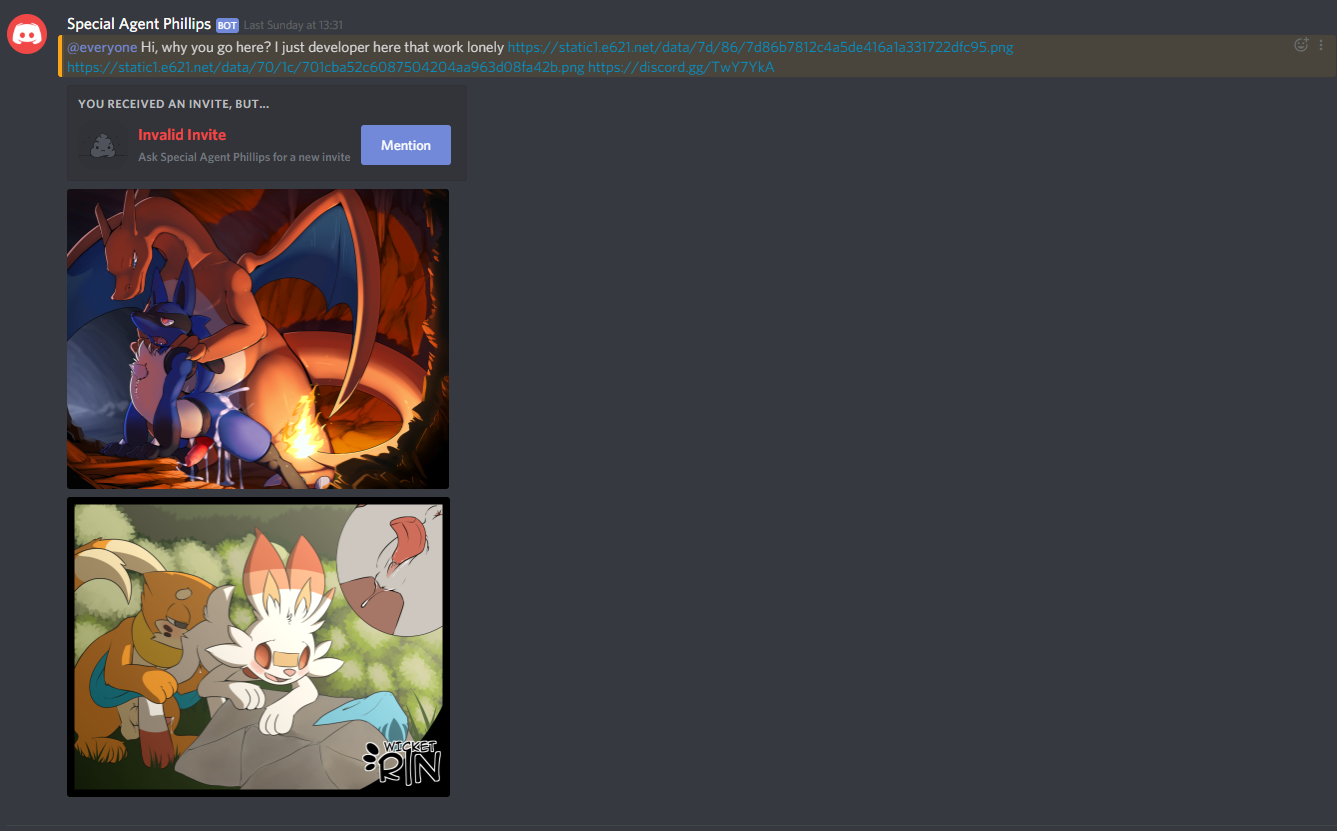 Special Agent Phillips BOT Last Sunday at 13:31
@everyone Hi, why you go here? I just developer here that work lonely https://static1.e621.net/data/7d/86/7d86b7812c4a5de416a1a331722dfc95.png
https://static1.e621.net/data/70/1c/701cba52c6087504204aa963d08fa42b.png https://discord.gg/TwY7YkA
YOU RECEIVED AN INVITE, BUT...
Invalid Invite
Ask Special Agent Phillips for a new invite
Mention
WICKET
RIN